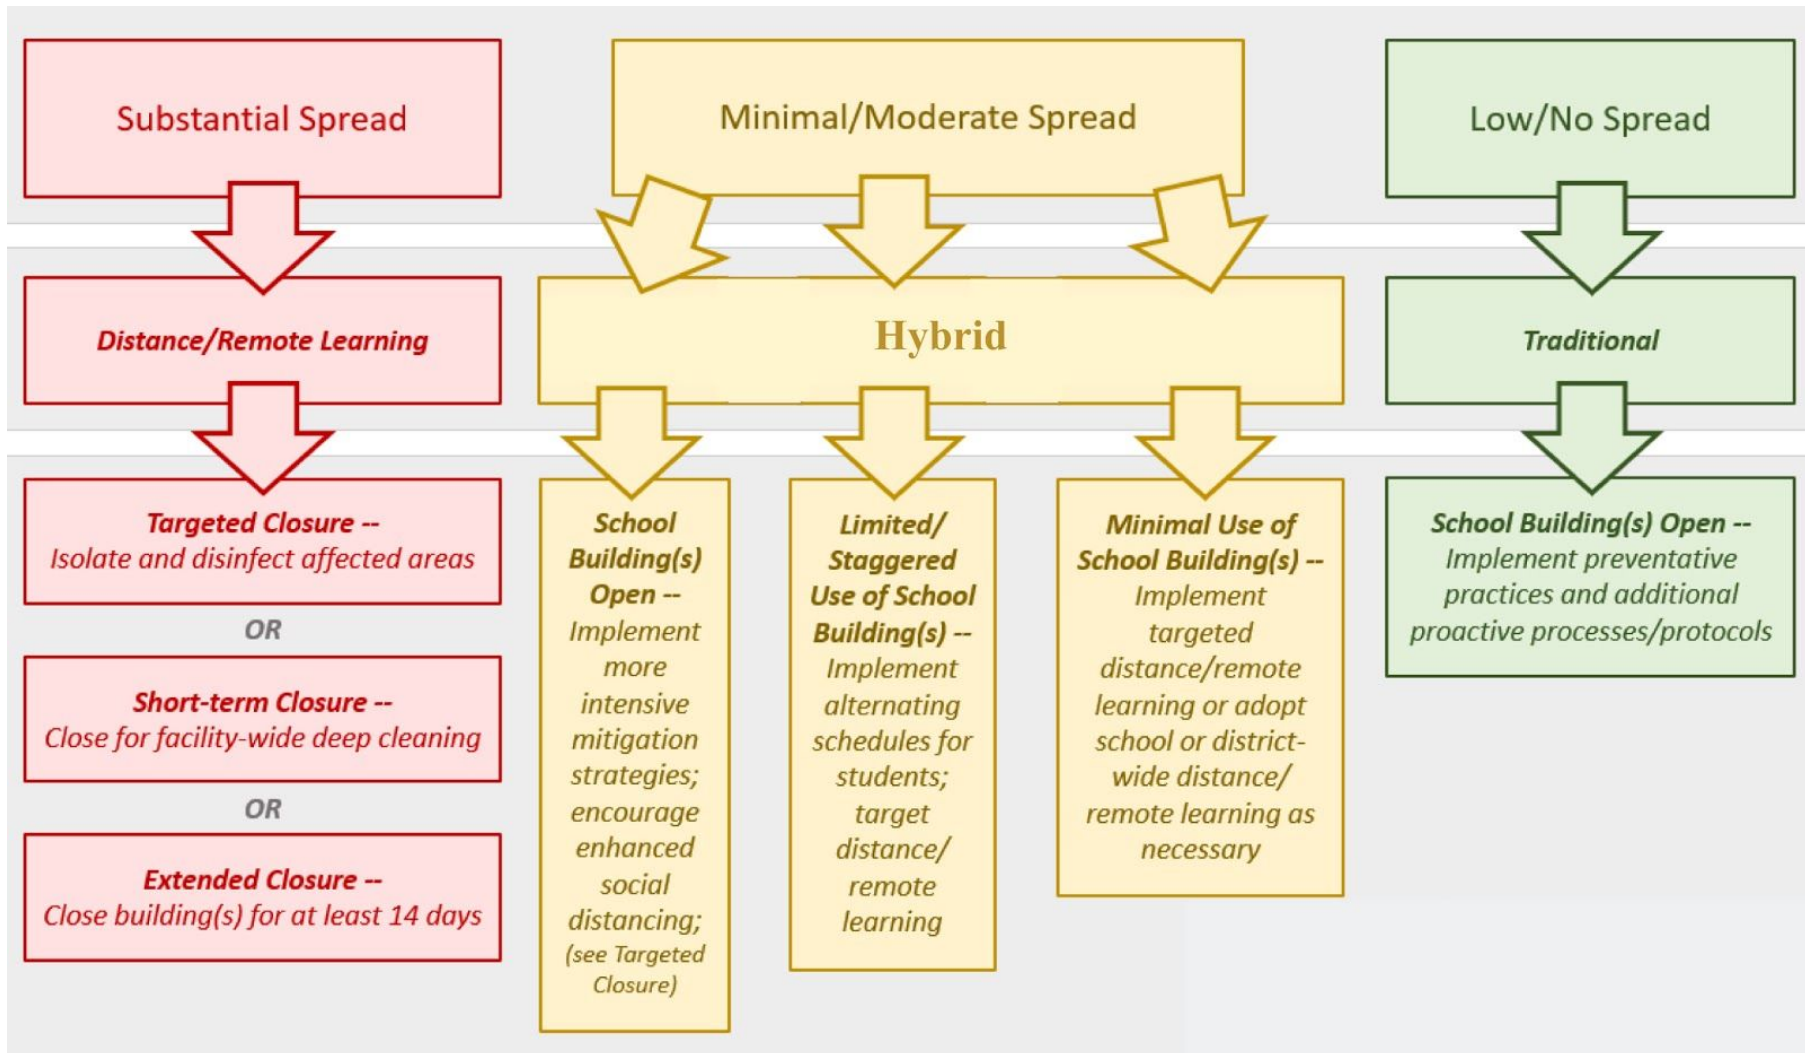 Substantial Spread
Minimal/Moderate Spread
Low/No Spread
Distance/Remote Learning
Hybrid
Traditional
Targeted Closure --
Isolate and disinfect affected areas
OR
Short-term Closure --
Close for facility-wide deep cleaning
OR
Extended Closure --
Close building(s) for at least 14 days
School
Building(s)
Open --
Implement
more
intensive
mitigation
strategies;
encourage
enhanced
social
distancing;
(see Targeted
Closure)
Limited/
Staggered
Use of School
Building(s) --
Implement
alternating
schedules for
students;
target
distance/
remote
learning
Minimal Use of
School Building(s) --
Implement
targeted
distance/remote
learning or adopt
school or district-
wide distance/
remote learning as
necessary
School Building(s) Open --
Implement preventative
practices and additional
proactive processes/protocols